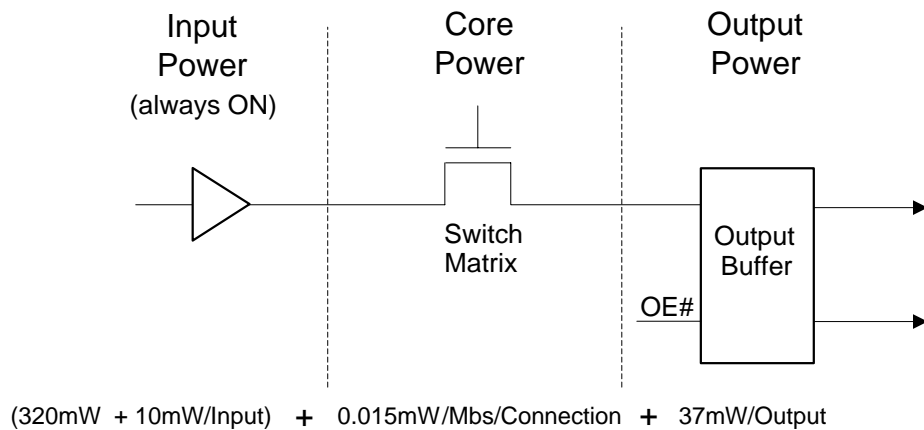 Input
Power
(always ON)
Core
Power
Output
Power
Switch
Matrix
Output
Buffer
OE#
(320mW + 10mW/Input) + 0.015mW/Mbs/Connection + 37mW/Output